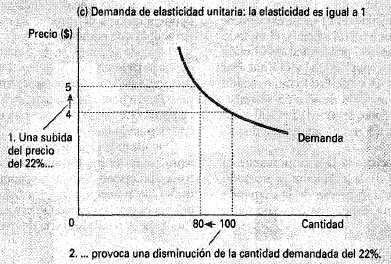 (c) Demanda de elasticidad unitaria: la elasticidad es igual a 1
Precio ($)
5
4
1. Una subida
del precio
del 22%...
Demanda
0
80 100
Cantidad
2. ... provoca una disminución de la cantidad demandada del 22%.